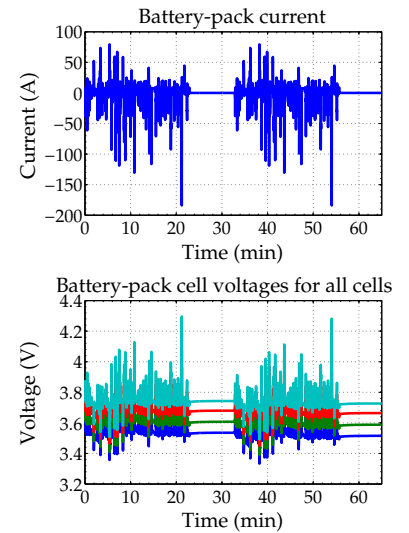 Battery-pack current
100
50
0
−50
−100
−150
−200
Current (A)
0 10 20 30 40 50 60
Time (min)
Battery-pack cell voltages for all cells
4.4
4.2
4
3.8
3.6
3.4
3.2
Voltage (V)
0 10 20 30 40 50 60
Time (min)